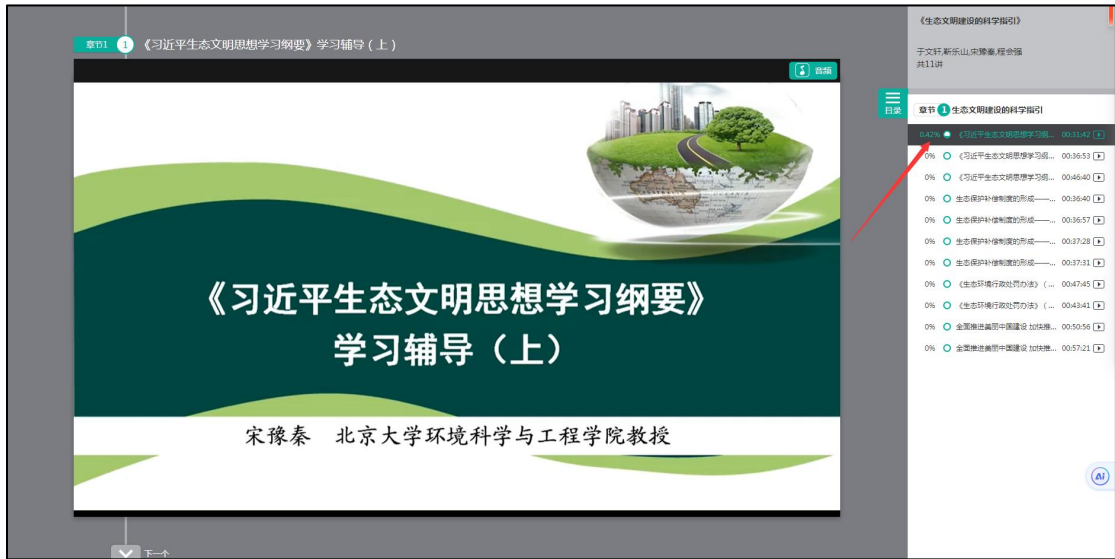 章节1 1 《习近平生态文明思想学习纲要》学习辅导（上）
音频
《习近平生态文明思想学习纲要》
学习辅导（上）
宋豫秦 北京大学环境科学与工程学院教授
下一个
目录
《生态文明建设的科学指引》
于文轩,靳乐山,宋豫秦,程会强
共11讲
章节 1 生态文明建设的科学指引
0.42% 《习近平生态文明思想学习纲... 00:31:42
0% 《习近平生态文明思想学习纲... 00:36:53
0% 《习近平生态文明思想学习纲... 00:46:40
0% 生态保护补偿制度的形成——... 00:36:40
0% 生态保护补偿制度的形成——... 00:36:57
0% 生态保护补偿制度的形成——... 00:37:28
0% 生态保护补偿制度的形成——... 00:37:31
0% 《生态环境行政处罚办法》（... 00:47:45
0% 《生态环境行政处罚办法》（... 00:43:41
0% 全面推进美丽中国建设 加快推... 00:50:56
0% 全面推进美丽中国建设 加快推... 00:57:21
Ai